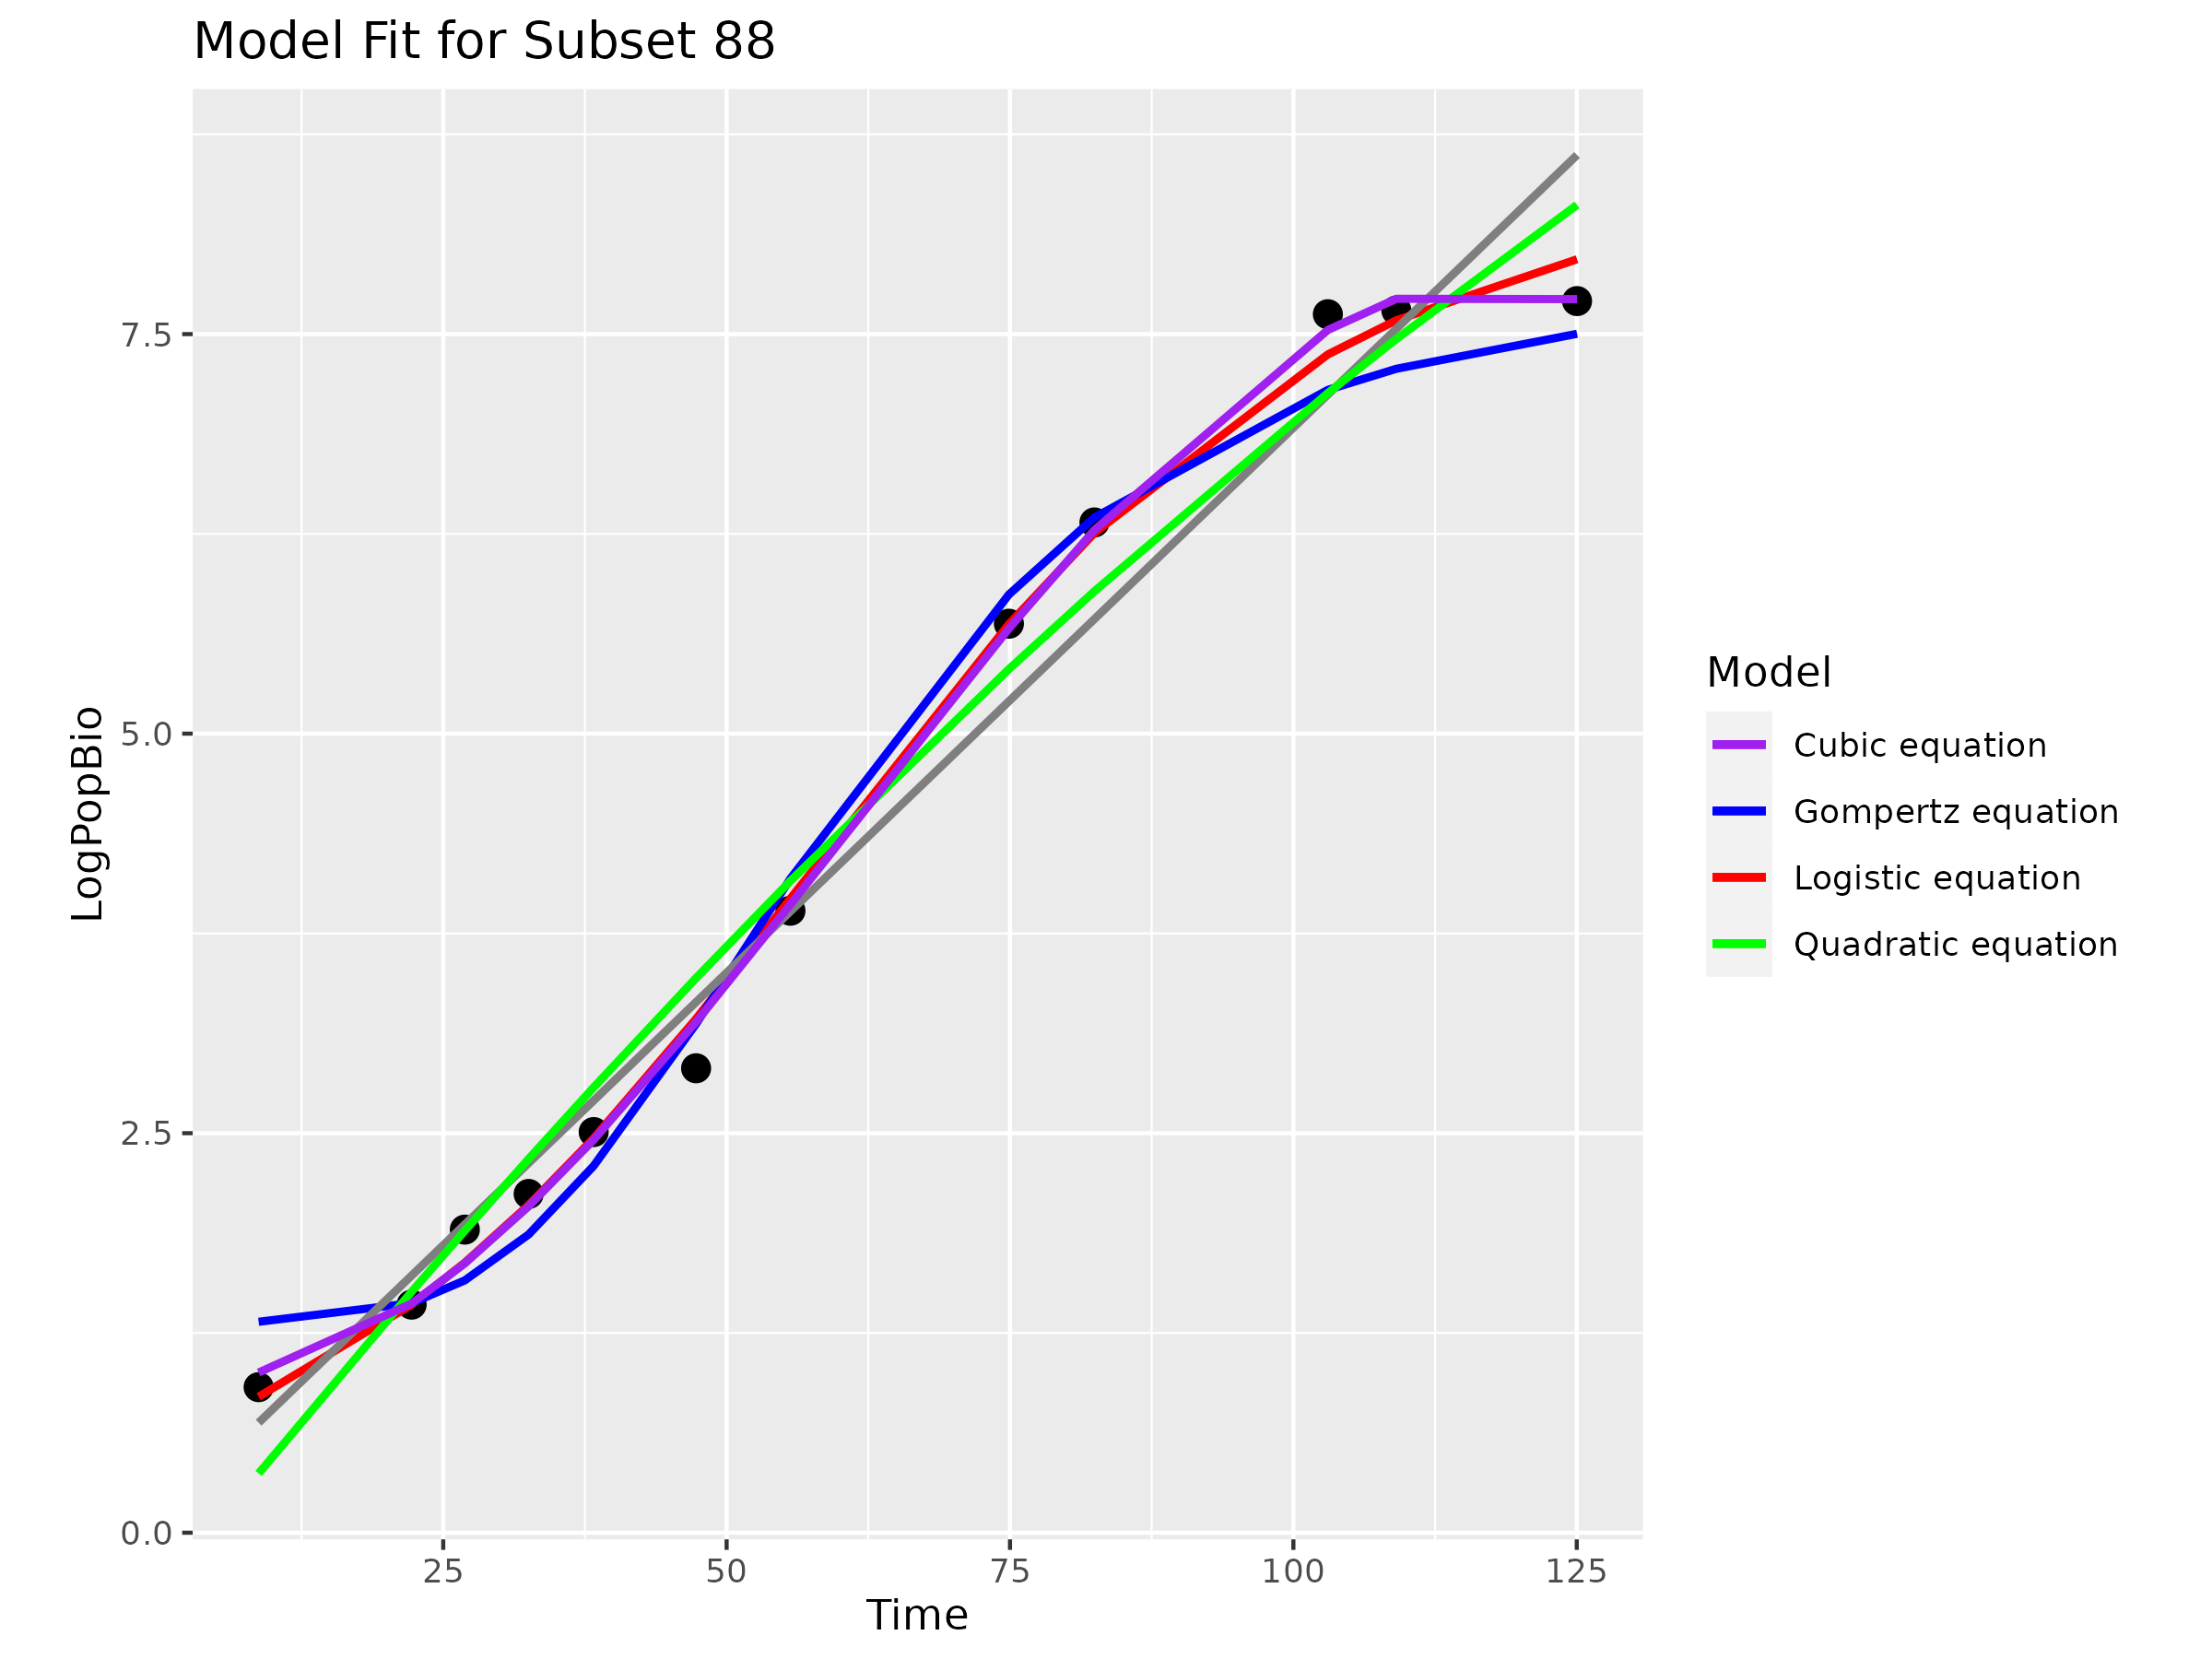 Model Fit for Subset 88
LogPopBio
7.5
5.0
2.5
0.0
25
50
75
100
125
Time
Model
Cubic equation
Gompertz equation
Logistic equation
Quadratic equation